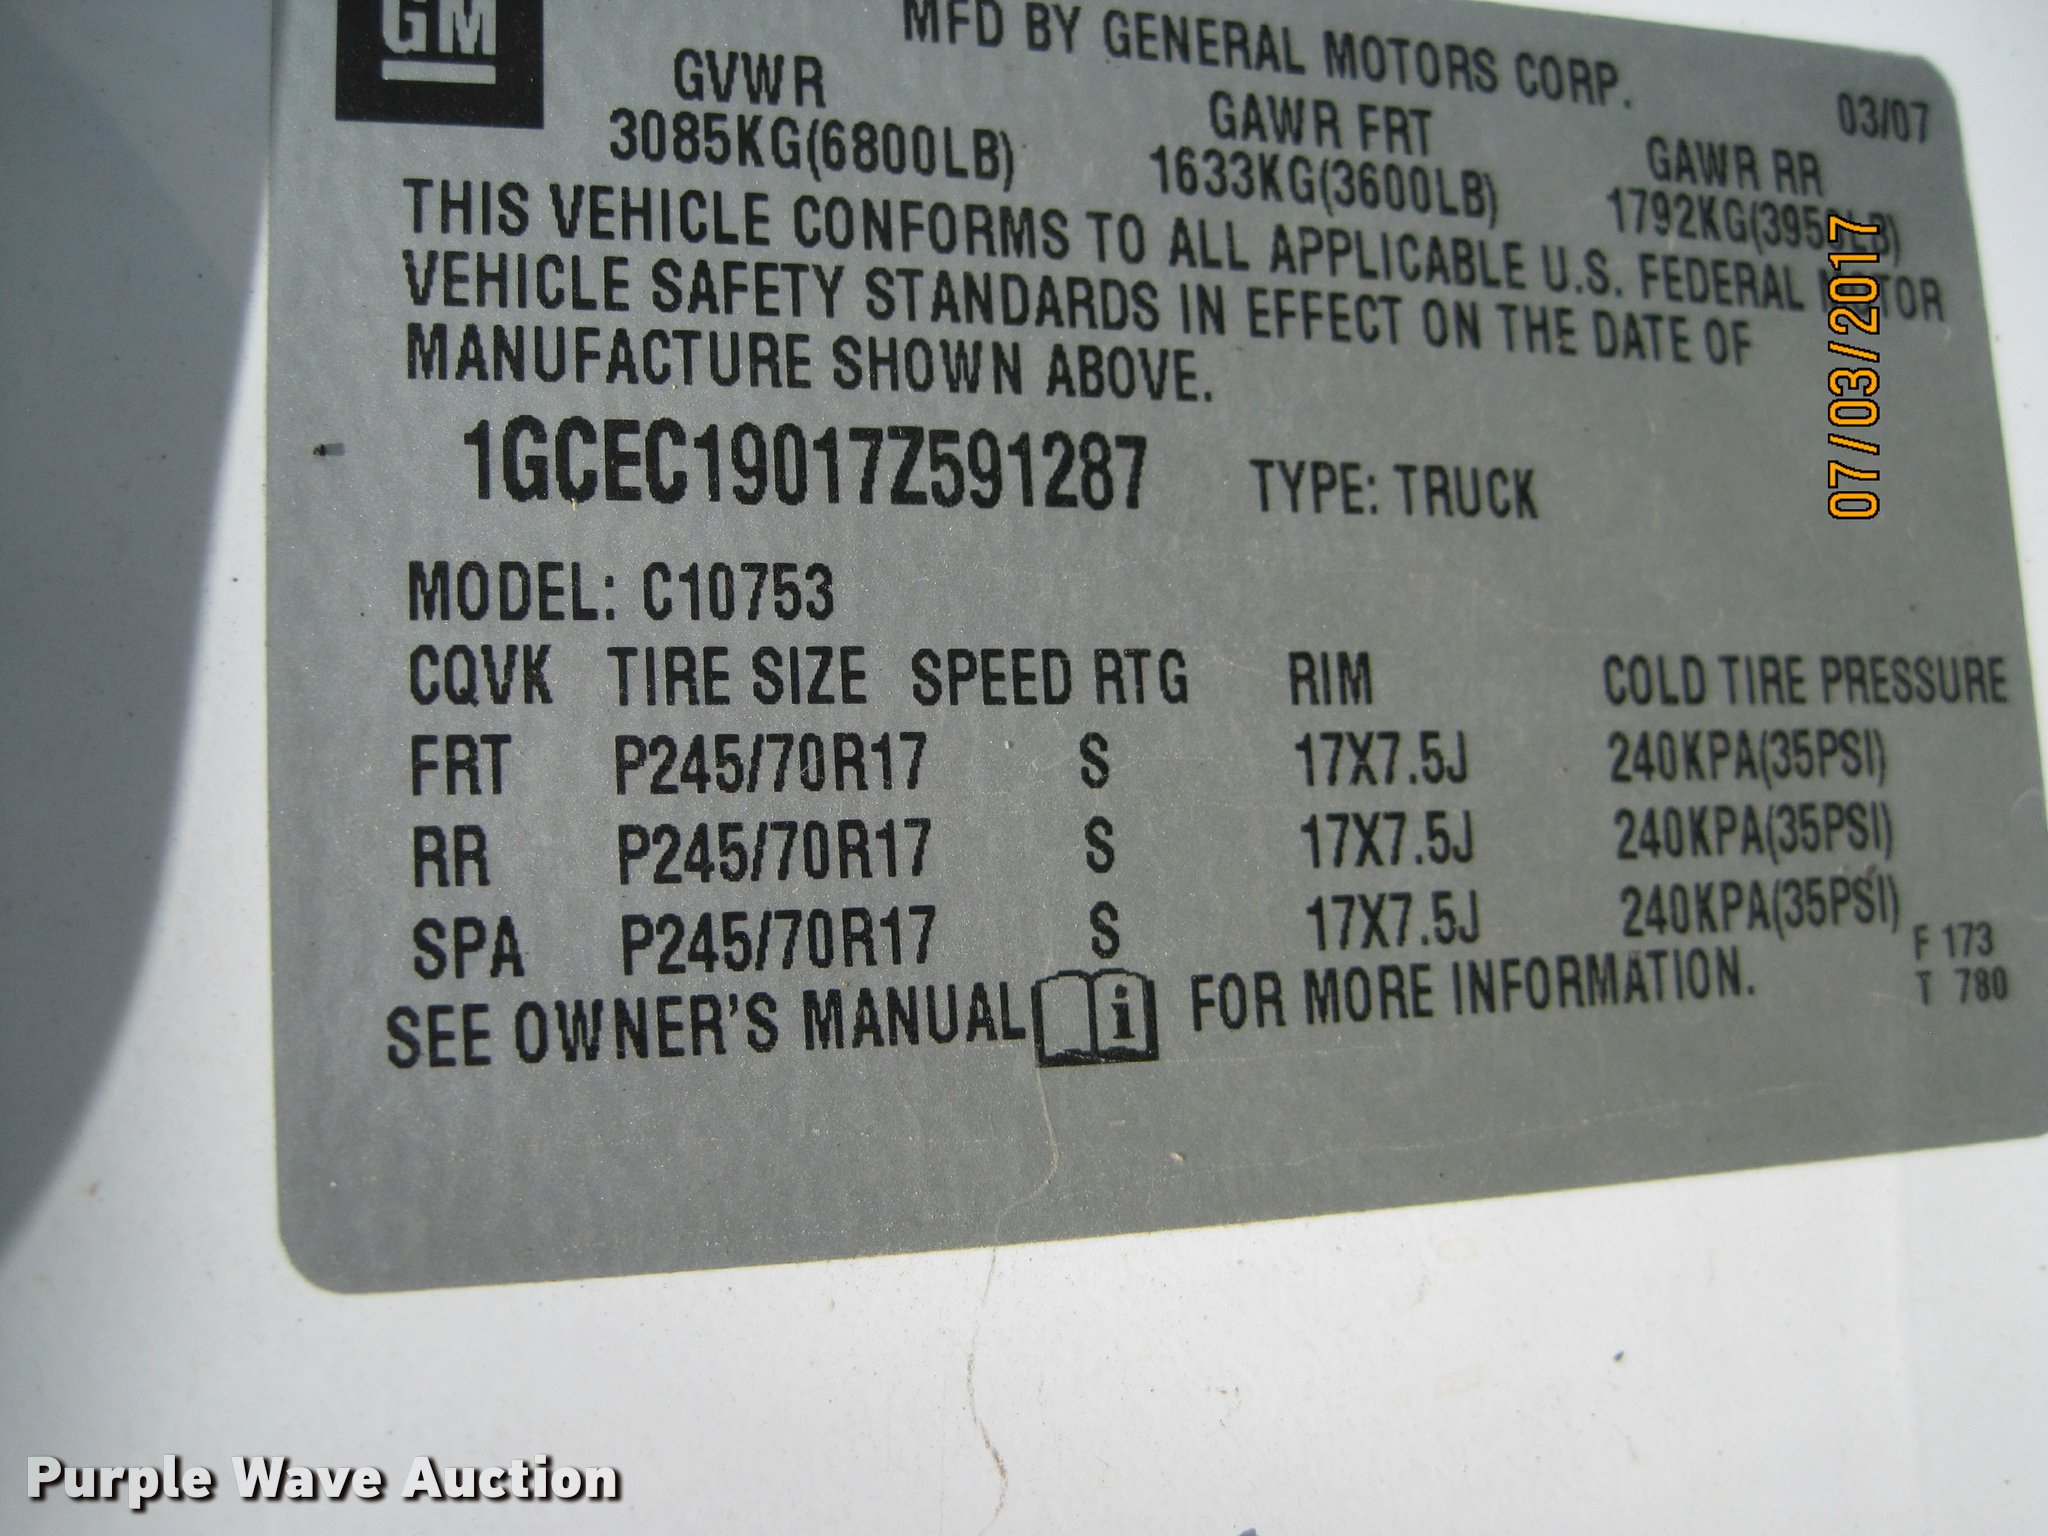 GM
MFD BY GENERAL MOTORS CORP.
03/07
GVWR
GAWR FRT
GAWR RR
3085KG(6800LB)
1633KG(3600LB)
1792KG(3950LB)
THIS VEHICLE CONFORMS TO ALL APPLICABLE U.S. FEDERAL MOTOR
VEHICLE SAFETY STANDARDS IN EFFECT ON THE DATE OF
MANUFACTURE SHOWN ABOVE.
1GCEC19017Z591287 TYPE: TRUCK
07/03/2017
MODEL: C10753
CQVK TIRE SIZE SPEED RTG RIM COLD TIRE PRESSURE
FRT P245/70R17 S 17X7.5J 240KPA(35PSI)
RR P245/70R17 S 17X7.5J 240KPA(35PSI)
SPA P245/70R17 S 17X7.5J 240KPA(35PSI)
SEE OWNER'S MANUAL i FOR MORE INFORMATION.
F 173
T 780
Purple Wave Auction